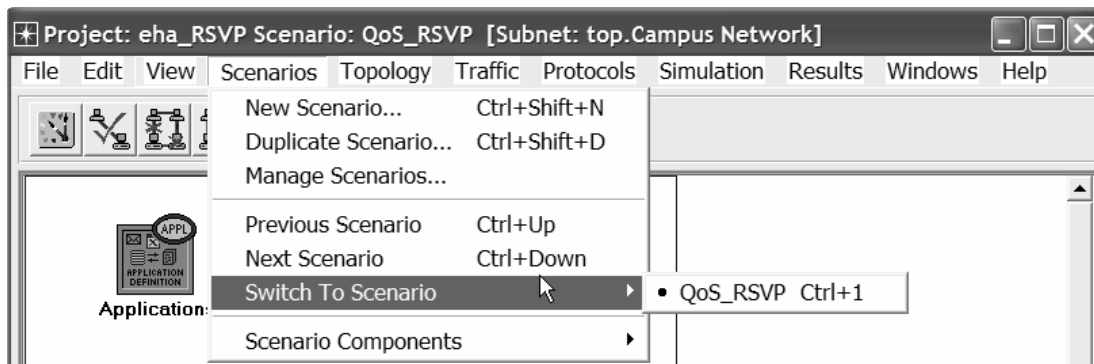 Project: eha_RSVP Scenario: QoS_RSVP [Subnet: top.Campus Network]
File Edit View Scenarios Topology Traffic Protocols Simulation Results Windows Help
New Scenario... Ctrl+Shift+N
Duplicate Scenario... Ctrl+Shift+D
Manage Scenarios...
Previous Scenario Ctrl+Up
Next Scenario Ctrl+Down
Switch To Scenario
QoS_RSVP Ctrl+1
Scenario Components
APPL
APPLICATION
DEFINITION
Application